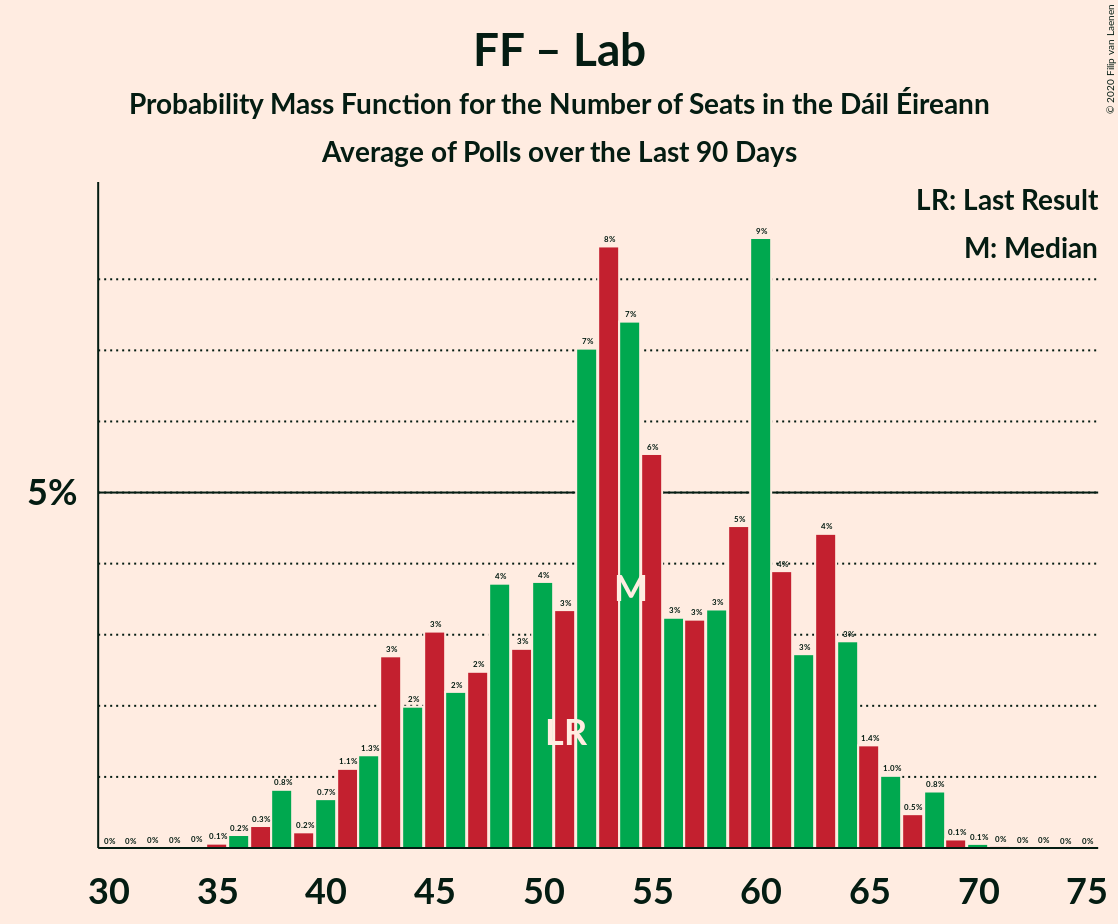 FF – Lab
Probability Mass Function for the Number of Seats in the Dáil Éireann
Average of Polls over the Last 90 Days
© 2020 Filip van Laenen
LR: Last Result
M: Median
5%
0% 0% 0% 0% 0% 0.1% 0.2% 0.3% 0.8% 0.2% 0.7% 1.1% 1.3% 3% 2% 3% 2% 2% 4% 3% 4% 3% 7% 8% 7% 6% 3% 3% 3% 5% 9% 4% 3% 4% 3% 1.4% 1.0% 0.5% 0.8% 0.1% 0.1% 0% 0% 0% 0% 0%
M
LR
30 35 40 45 50 55 60 65 70 75